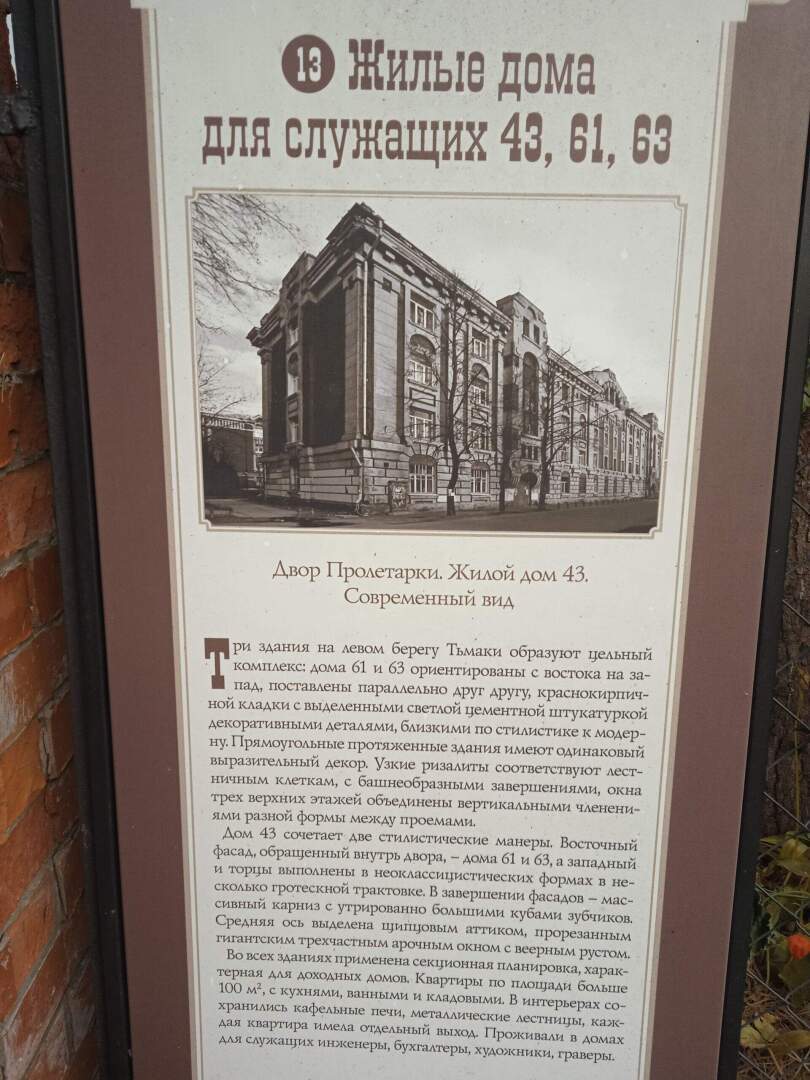 13 Жилые дома
для служащих 43, 61, 63
Двор Пролетарки. Жилой дом 43.
Современный вид
Три здания на левом берегу Тьмаки образуют цельный
комплекс: дома 61 и 63 ориентированы с востока на за-
пад, поставлены параллельно друг другу, краснокирпич-
ной кладки с выделенными светлой цементной штукатуркой
декоративными деталями, близкими по стилистике к модер-
ну. Прямоугольные протяженные здания имеют одинаковый
выразительный декор. Узкие ризалиты соответствуют лест-
ничным клеткам, с башнеобразными завершениями, окна
трех верхних этажей объединены вертикальными членени-
ями разной формы между проемами.
Дом 43 сочетает две стилистические манеры. Восточный
фасад, обращенный внутрь двора, – дома 61 и 63, а западный
и торцы выполнены в неоклассицистических формах в не-
сколько гротескной трактовке. В завершении фасадов – мас-
сивный карниз с утрированно большими кубами зубчиков.
Средняя ось выделена щипцовым аттиком, прорезанным
гигантским трехчастным арочным окном с веерным рустом.
Во всех зданиях применена секционная планировка, харак-
терная для доходных домов. Квартиры по площади больше
100 м², с кухнями, ванными и кладовыми. В интерьерах со-
хранились кафельные печи, металлические лестницы, каж-
дая квартира имела отдельный выход. Проживали в домах
для служащих инженеры, бухгалтеры, художники, граверы.